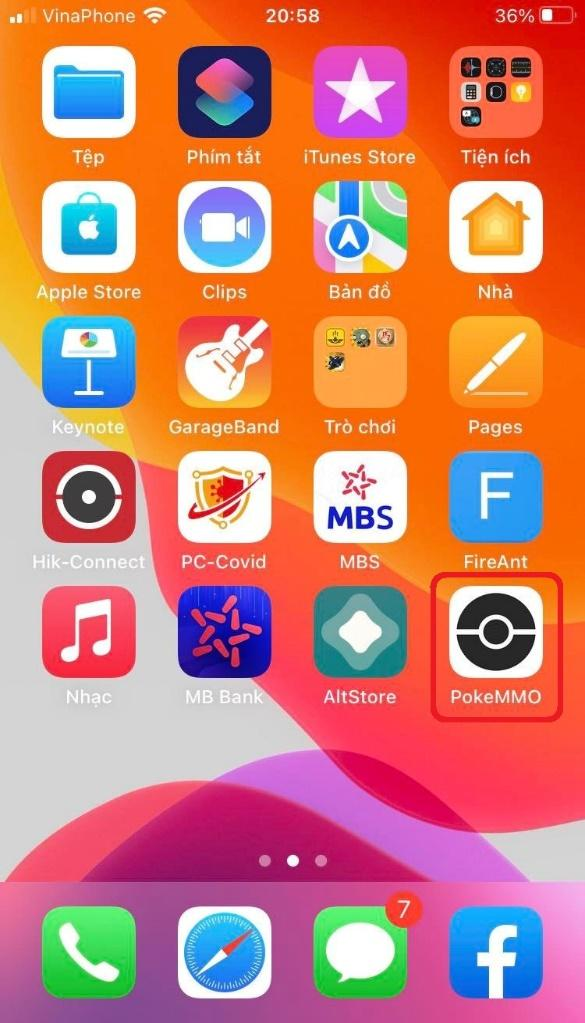 VinaPhone 20:58 36%
Tệp Phím tắt iTunes Store Tiện ích
Apple Store Clips Bản đồ Nhà
Keynote GarageBand Trò chơi Pages
MBS F
Hik-Connect PC-Covid MBS FireAnt
Nhạc MB Bank AltStore PokeMMO
7